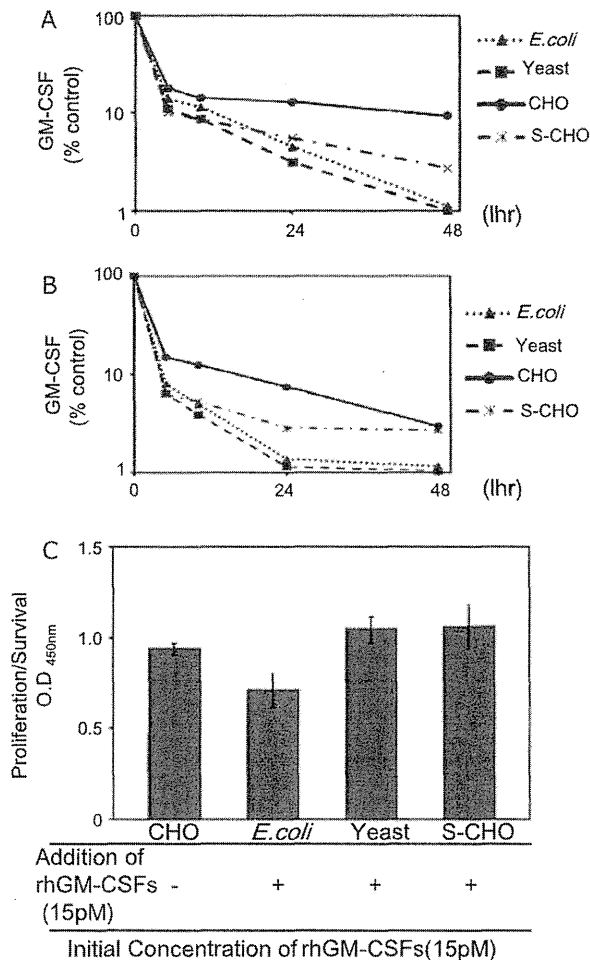 A
100
10
1
GM-CSF
(% control)
0
24
48
(lhr)
E.coli
Yeast
CHO
S-CHO
B
100
10
1
GM-CSF
(% control)
0
24
48
(lhr)
E.coli
Yeast
CHO
S-CHO
C
1.5
1.0
0.5
0
Proliferation/Survival
O.D 450nm
CHO E.coli Yeast S-CHO
Addition of
rhGM-CSFs - + + +
(15pM)
Initial Concentration of rhGM-CSFs(15pM)